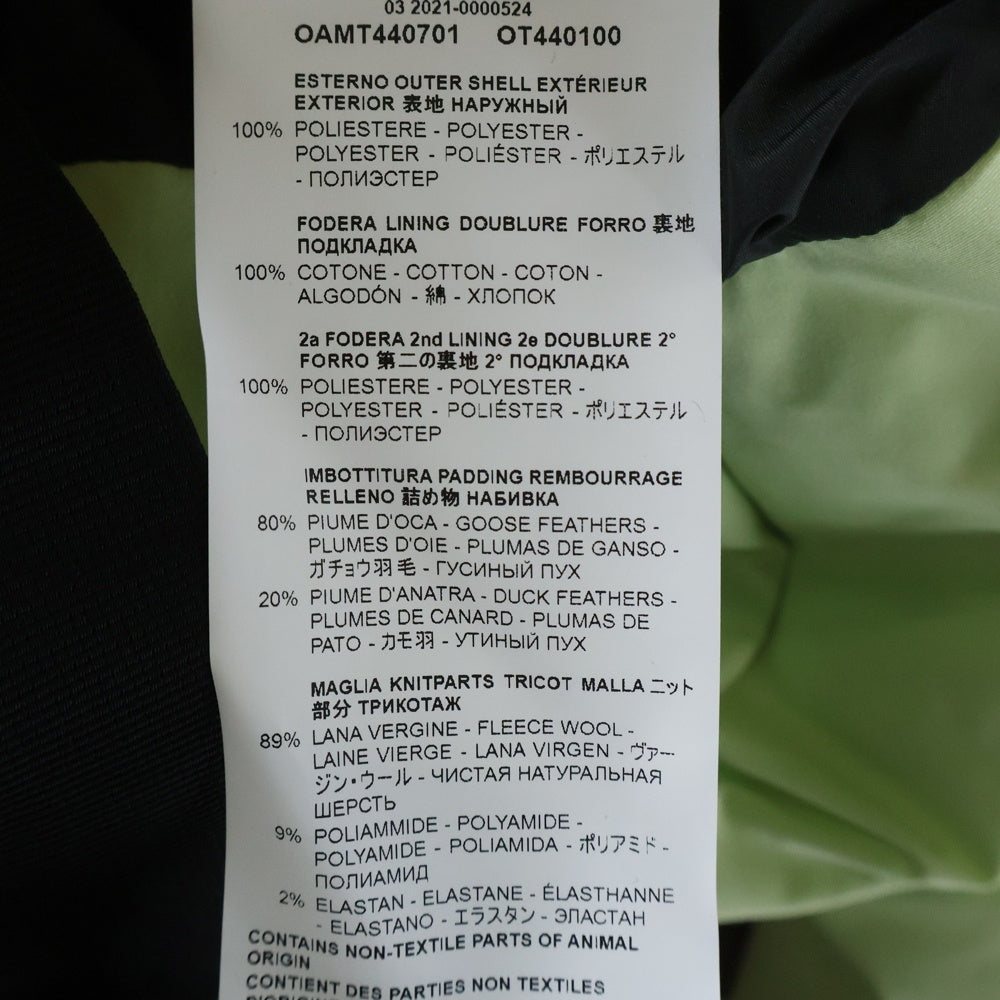 03 2021-0000524
OAMT440701 OT440100
ESTERNO OUTER SHELL EXTÉRIEUR
EXTERIOR 表地 НАРУЖНЫЙ
100% POLIESTERE - POLYESTER -
POLYESTER - POLIÉSTER - ポリエステル
- ПОЛИЭСТЕР
FODERA LINING DOUBLURE FORRO 裏地
ПОДКЛАДКА
100% COTONE - COTTON - COTON -
ALGODÓN - 綿 - ХЛОПОК
2a FODERA 2nd LINING 2e DOUBLURE 2°
FORRO 第二の裏地 2° ПОДКЛАДКА
100% POLIESTERE - POLYESTER -
POLYESTER - POLIÉSTER - ポリエステル
- ПОЛИЭСТЕР
IMBOTTITURA PADDING REMBOURRAGE
RELLENO 詰め物 НАБИВКА
80% PIUME D'OCA - GOOSE FEATHERS -
PLUMES D'OIE - PLUMAS DE GANSO -
ガチョウ羽毛 - ГУСИНЫЙ ПУХ
20% PIUME D'ANATRA - DUCK FEATHERS -
PLUMES DE CANARD - PLUMAS DE
PATO - カモ羽 - УТИНЫЙ ПУХ
MAGLIA KNITPARTS TRICOT MALLA ニット
部分 ТРИКОТАЖ
89% LANA VERGINE - FLEECE WOOL -
LAINE VIERGE - LANA VIRGEN - ヴァー
ジン・ウール - ЧИСТАЯ НАТУРАЛЬНАЯ
ШЕРСТЬ
9% POLIAMMIDE - POLYAMIDE -
POLYAMIDE - POLIAMIDA - ポリアミド -
ПОЛИАМИД
2% ELASTAN - ELASTANE - ÉLASTHANNE
- ELASTANO - エラスタン - ЭЛАСТАН
CONTAINS NON-TEXTILE PARTS OF ANIMAL
ORIGIN
CONTIENT DES PARTIES NON TEXTILES